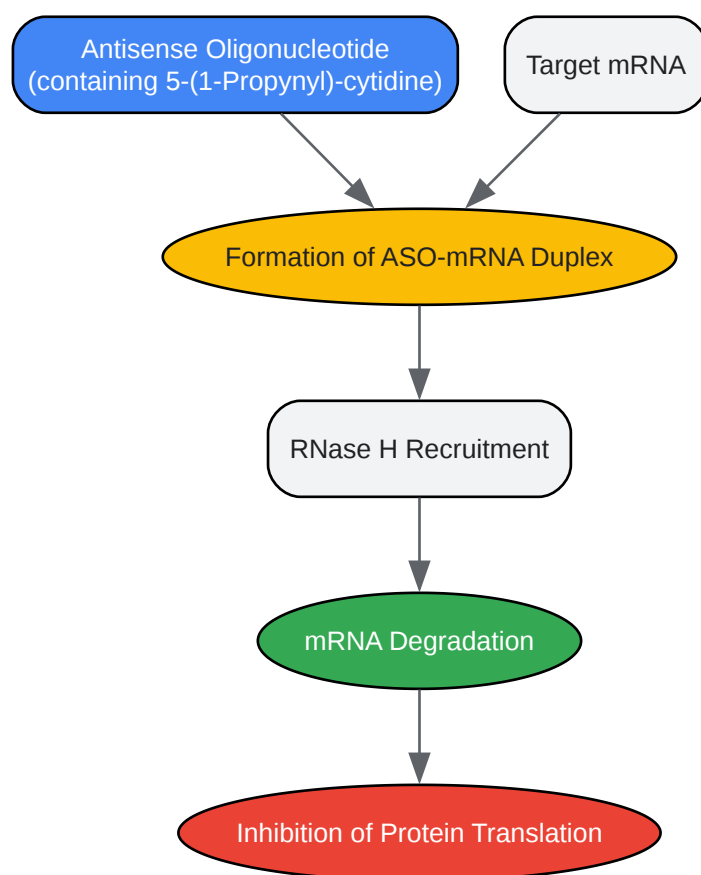 Antisense Oligonucleotide
(containing 5-(1-Propynyl)-cytidine)
Target mRNA
Formation of ASO-mRNA Duplex
RNase H Recruitment
mRNA Degradation
Inhibition of Protein Translation